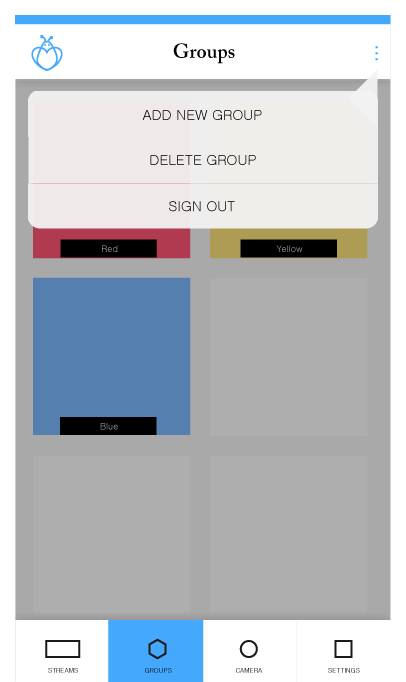 Groups
ADD NEW GROUP
DELETE GROUP
SIGN OUT
Red
Yellow
Blue
STREAMS
GROUPS
CAMERA
SETTINGS